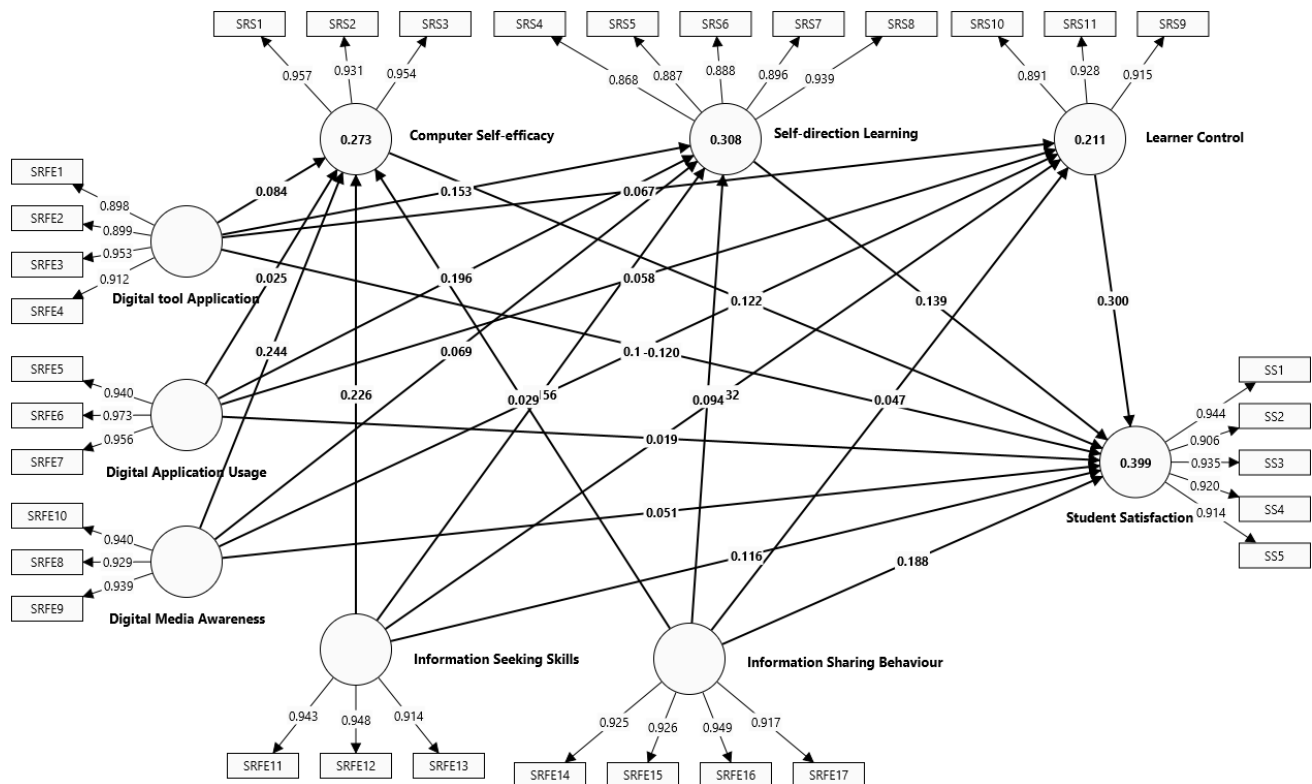 SRS1 SRS2 SRS3 SRS4 SRS5 SRS6 SRS7 SRS8 SRS10 SRS11 SRS9
0.957 0.931 0.954 0.868 0.887 0.888 0.896 0.939 0.891 0.928 0.915
0.273 Computer Self-efficacy 0.308 Self-direction Learning 0.211 Learner Control
SRFE1
0.898
SRFE2 0.899
SRFE3 0.953
SRFE4 0.912
Digital tool Application
0.084 0.153 0.067
0.025 0.196 0.058
0.122 0.139 0.300
0.244 0.069 0.1 -0.120
SRFE5 0.940
SRFE6 0.973
SRFE7 0.956
Digital Application Usage
0.226 0.029 56 0.094 32 0.047
0.019
SS1
0.944
0.906 SS2
0.399 0.935 SS3
0.920 SS4
0.914
SS5
Student Satisfaction
SRFE10 0.940
SRFE8 0.929
SRFE9 0.939
Digital Media Awareness
0.051
0.116 0.188
Information Seeking Skills Information Sharing Behaviour
0.943 0.948 0.914 0.925 0.926 0.949 0.917
SRFE11 SRFE12 SRFE13 SRFE14 SRFE15 SRFE16 SRFE17